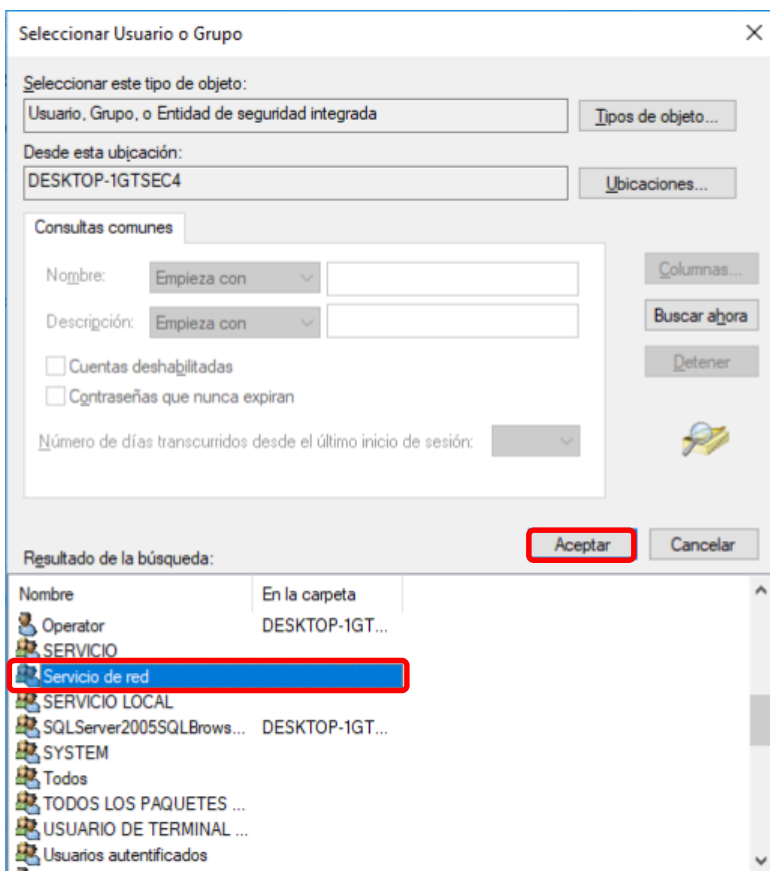 Seleccionar Usuario o Grupo
Seleccionar este tipo de objeto:
Usuario, Grupo, o Entidad de seguridad integrada
Tipos de objeto...
Desde esta ubicación:
DESKTOP-1GTSEC4
Ubicaciones...
Consultas comunes
Nombre: Empieza con
Columnas...
Descripción: Empieza con
Buscar ahora
Cuentas deshabilitadas
Detener
Contraseñas que nunca expiran
Número de días transcurridos desde el último inicio de sesión:
Aceptar Cancelar
Resultado de la búsqueda:
Nombre En la carpeta
Operator DESKTOP-1GT...
SERVICIO
Servicio de red
SERVICIO LOCAL
SQLServer2005SQLBrows... DESKTOP-1GT...
SYSTEM
Todos
TODOS LOS PAQUETES ...
USUARIO DE TERMINAL ...
Usuarios autentificados